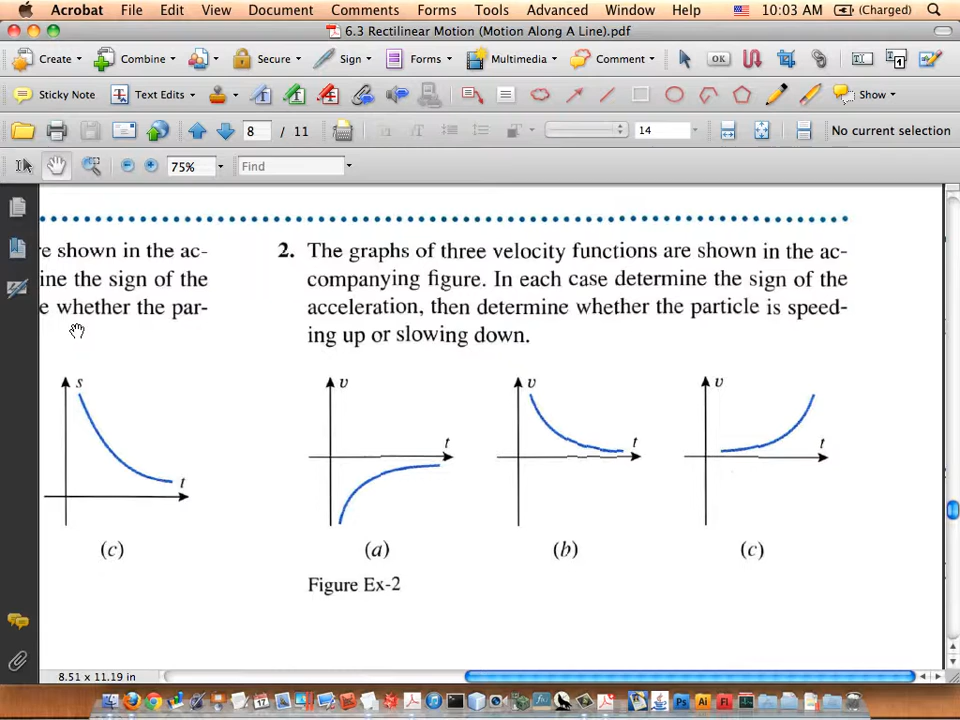 Acrobat File Edit View Document Comments Forms Tools Advanced Window Help 10:03 AM (Charged)
6.3 Rectilinear Motion (Motion Along A Line).pdf
Create Combine Secure Sign Forms Multimedia OK Comment
Sticky Note Text Edits Show
8 / 11 14 No current selection
75% Find
re shown in the ac-
ine the sign of the
e whether the par-
s
t
(c)
2. The graphs of three velocity functions are shown in the ac-
companying figure. In each case determine the sign of the
acceleration, then determine whether the particle is speed-
ing up or slowing down.
v v v
t t t
(a) (b) (c)
Figure Ex-2
8.51 x 11.19 in